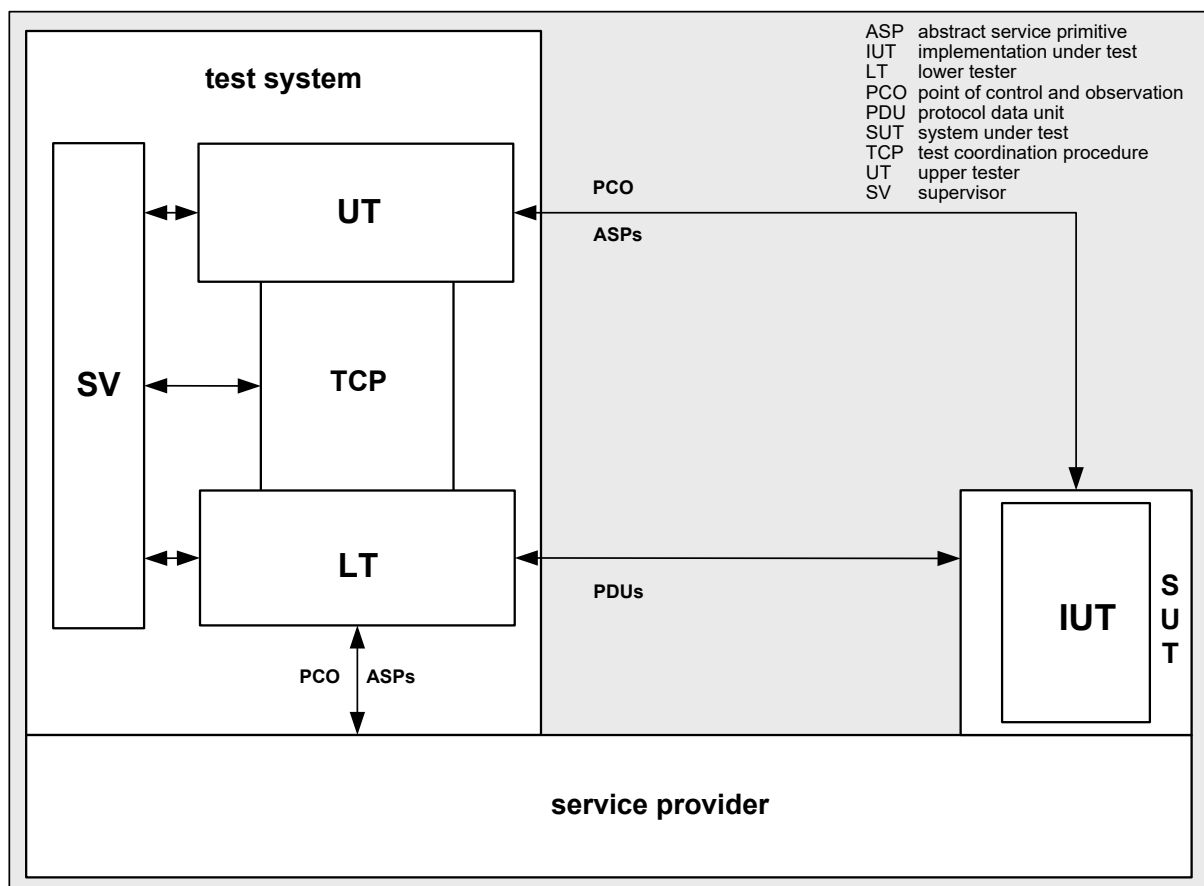 ASP abstract service primitive
IUT implementation under test
LT lower tester
PCO point of control and observation
PDU protocol data unit
SUT system under test
TCP test coordination procedure
UT upper tester
SV supervisor
test system
UT
PCO
ASPs
SV
TCP
LT
PDUs
IUT
S
U
T
PCO ASPs
service provider